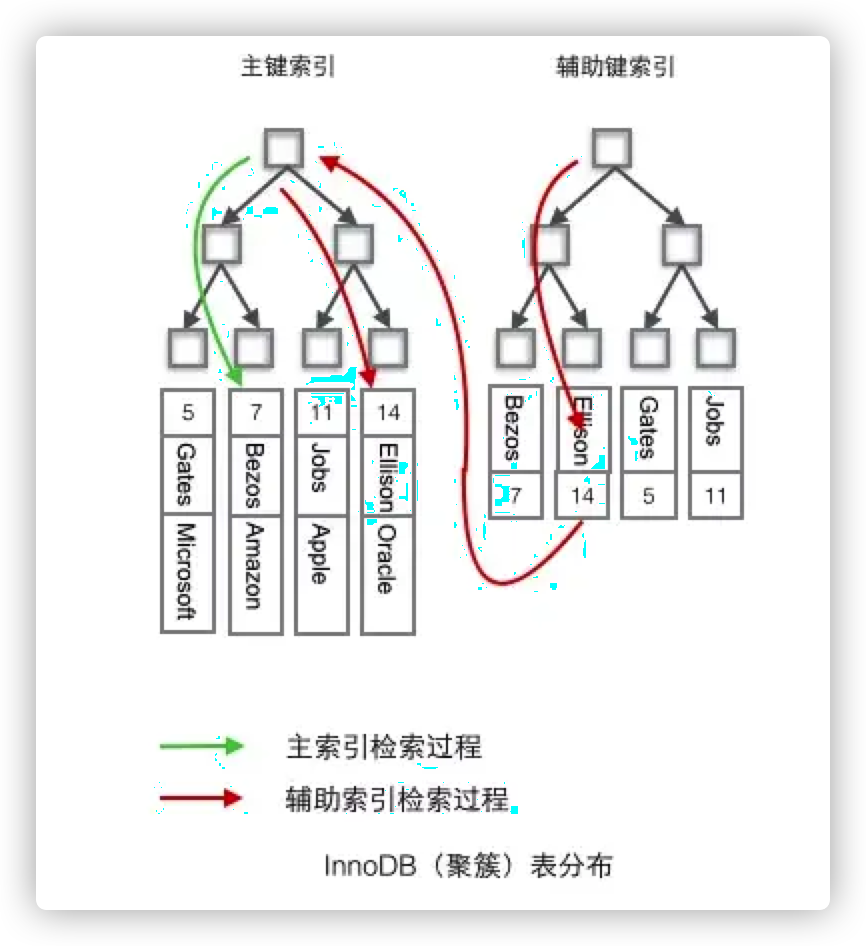 主键索引
辅助键索引
5
7
11
14
Gates
Bezos
Jobs
Ellison
Microsoft
Amazon
Apple
Oracle
Bezos
Ellison
Gates
Jobs
7
14
5
11
主索引检索过程
辅助索引检索过程
InnoDB（聚簇）表分布